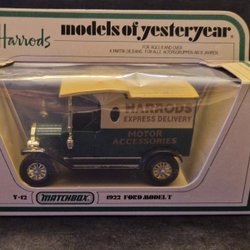 Harrods
models of yesteryear
FOR AGES 8 AND OVER
HARRODS
EXPRESS DELIVERY
MOTOR
ACCESSORIES
Y-12
MATCHBOX
1922 FORD MODEL T